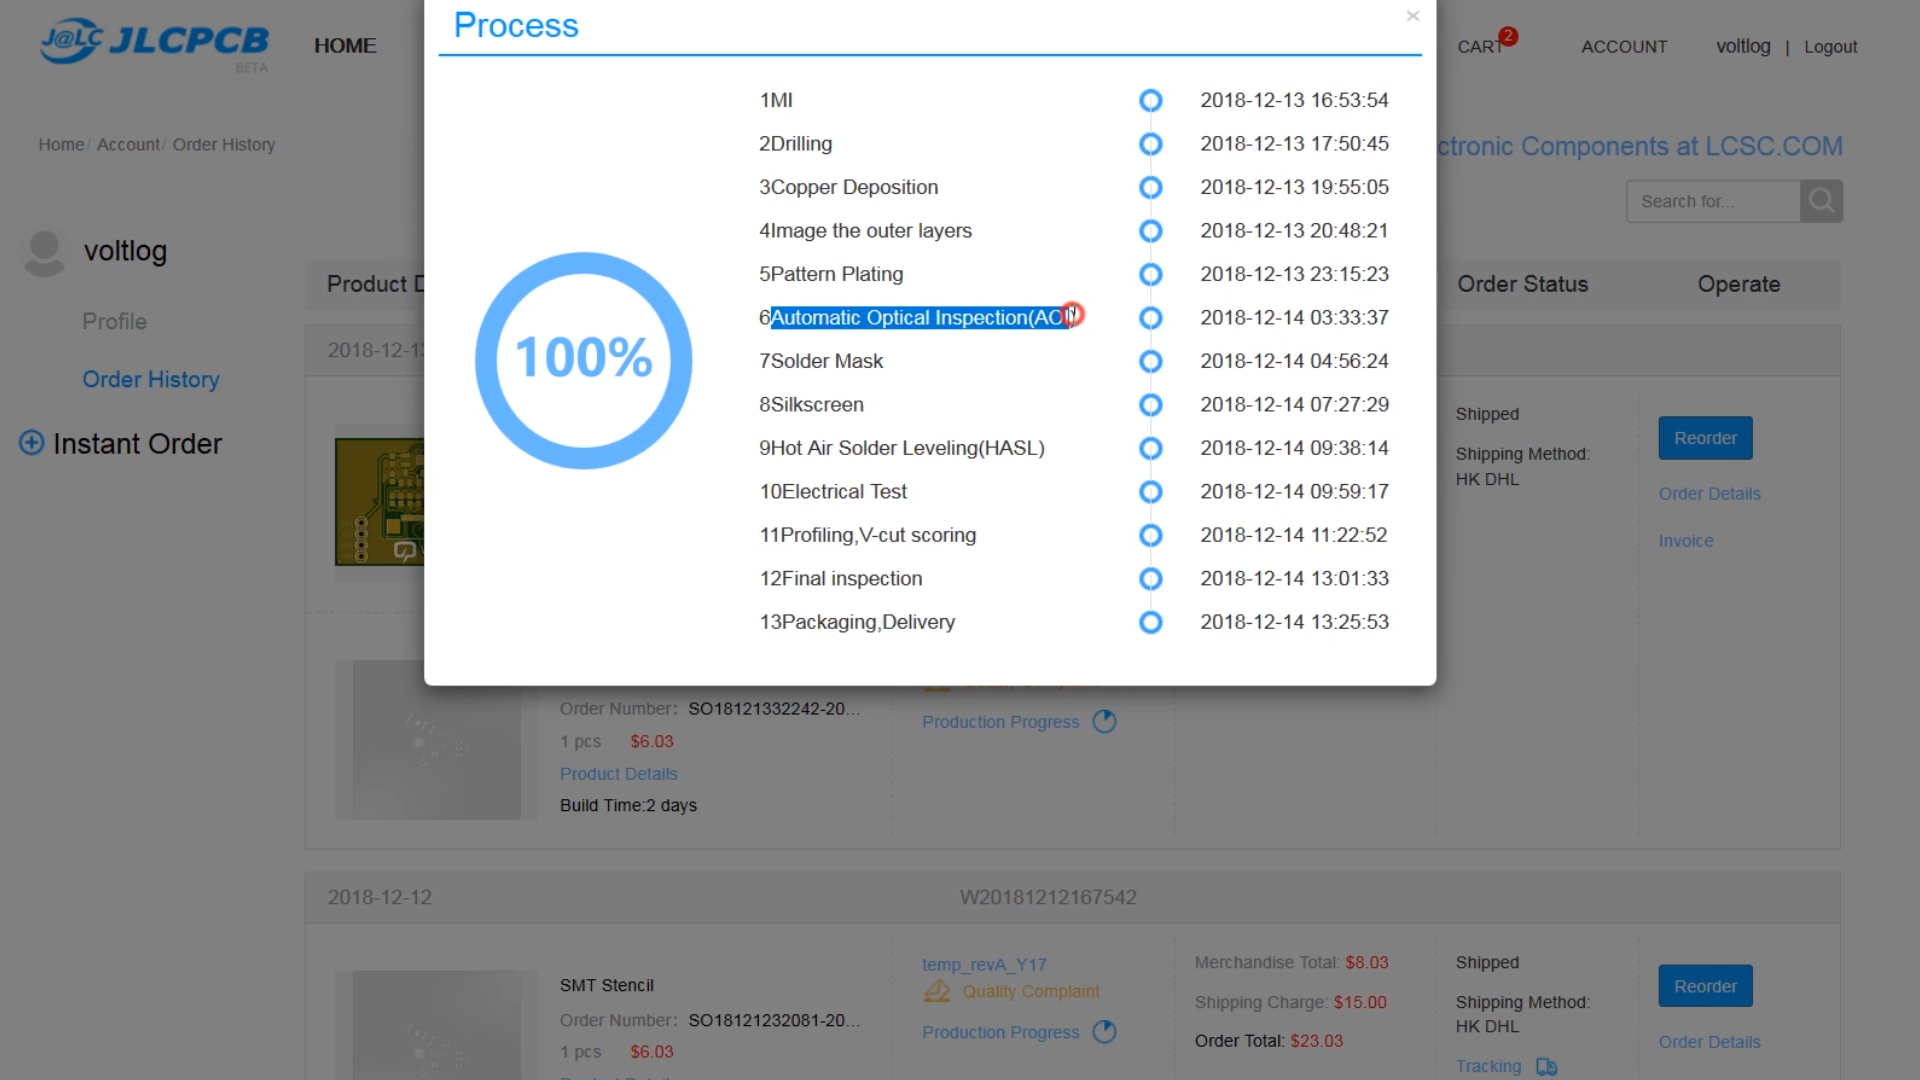 Process ×
J@LC JLCPCB BETA
HOME
CART 2
ACCOUNT
voltlog | Logout
Home/ Account/ Order History
Electronic Components at LCSC.COM
Search for...
voltlog
Profile
Order History
Instant Order
Product D
Order Status
Operate
2018-12-13
1MI 2018-12-13 16:53:54
2Drilling 2018-12-13 17:50:45
3Copper Deposition 2018-12-13 19:55:05
4Image the outer layers 2018-12-13 20:48:21
5Pattern Plating 2018-12-13 23:15:23
6Automatic Optical Inspection(AOI) 2018-12-14 03:33:37
7Solder Mask 2018-12-14 04:56:24
8Silkscreen 2018-12-14 07:27:29
9Hot Air Solder Leveling(HASL) 2018-12-14 09:38:14
10Electrical Test 2018-12-14 09:59:17
11Profiling,V-cut scoring 2018-12-14 11:22:52
12Final inspection 2018-12-14 13:01:33
13Packaging,Delivery 2018-12-14 13:25:53
100%
Shipped
Shipping Method:
HK DHL
Reorder
Order Details
Invoice
Order Number: SO18121332242-20...
1 pcs $6.03
Product Details
Build Time:2 days
Production Progress
2018-12-12 W20181212167542
SMT Stencil
Order Number: SO18121232081-20...
1 pcs $6.03
temp_revA_Y17
Quality Complaint
Production Progress
Merchandise Total: $8.03
Shipping Charge: $15.00
Order Total: $23.03
Shipped
Shipping Method:
HK DHL
Tracking
Reorder
Order Details